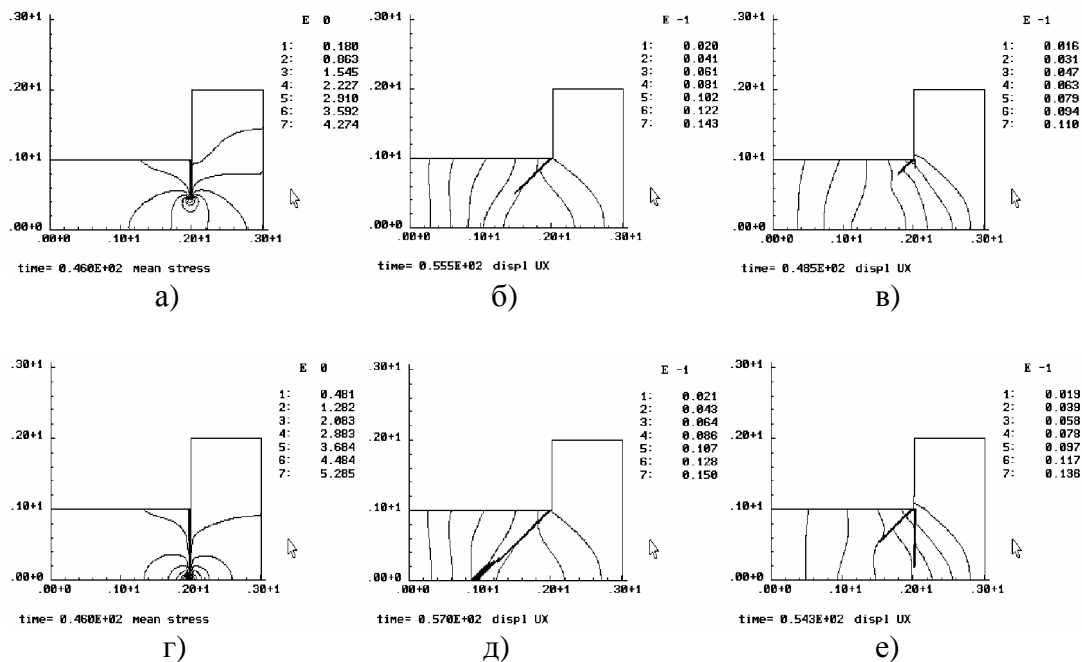 .30+1
E 0
1: 0.180
2: 0.863
3: 1.545
4: 2.227
5: 2.910
6: 3.592
7: 4.274
.20+1
.10+1
.00+0
.00+0 .10+1 .20+1 .30+1
time= 0.460E+02 mean stress
а)
.30+1
E -1
1: 0.020
2: 0.041
3: 0.061
4: 0.081
5: 0.102
6: 0.122
7: 0.143
.20+1
.10+1
.00+0
.00+0 .10+1 .20+1 .30+1
time= 0.555E+02 displ UX
б)
.30+1
E -1
1: 0.016
2: 0.031
3: 0.047
4: 0.063
5: 0.079
6: 0.094
7: 0.110
.20+1
.10+1
.00+0
.00+0 .10+1 .20+1 .30+1
time= 0.485E+02 displ UX
в)
.30+1
E 0
1: 0.481
2: 1.282
3: 2.083
4: 2.883
5: 3.684
6: 4.484
7: 5.285
.20+1
.10+1
.00+0
.00+0 .10+1 .20+1 .30+1
time= 0.460E+02 mean stress
г)
.30+1
E -1
1: 0.021
2: 0.043
3: 0.064
4: 0.086
5: 0.107
6: 0.128
7: 0.150
.20+1
.10+1
.00+0
.00+0 .10+1 .20+1 .30+1
time= 0.570E+02 displ UX
д)
.30+1
E -1
1: 0.019
2: 0.039
3: 0.058
4: 0.078
5: 0.097
6: 0.117
7: 0.136
.20+1
.10+1
.00+0
.00+0 .10+1 .20+1 .30+1
time= 0.543E+02 displ UX
е)